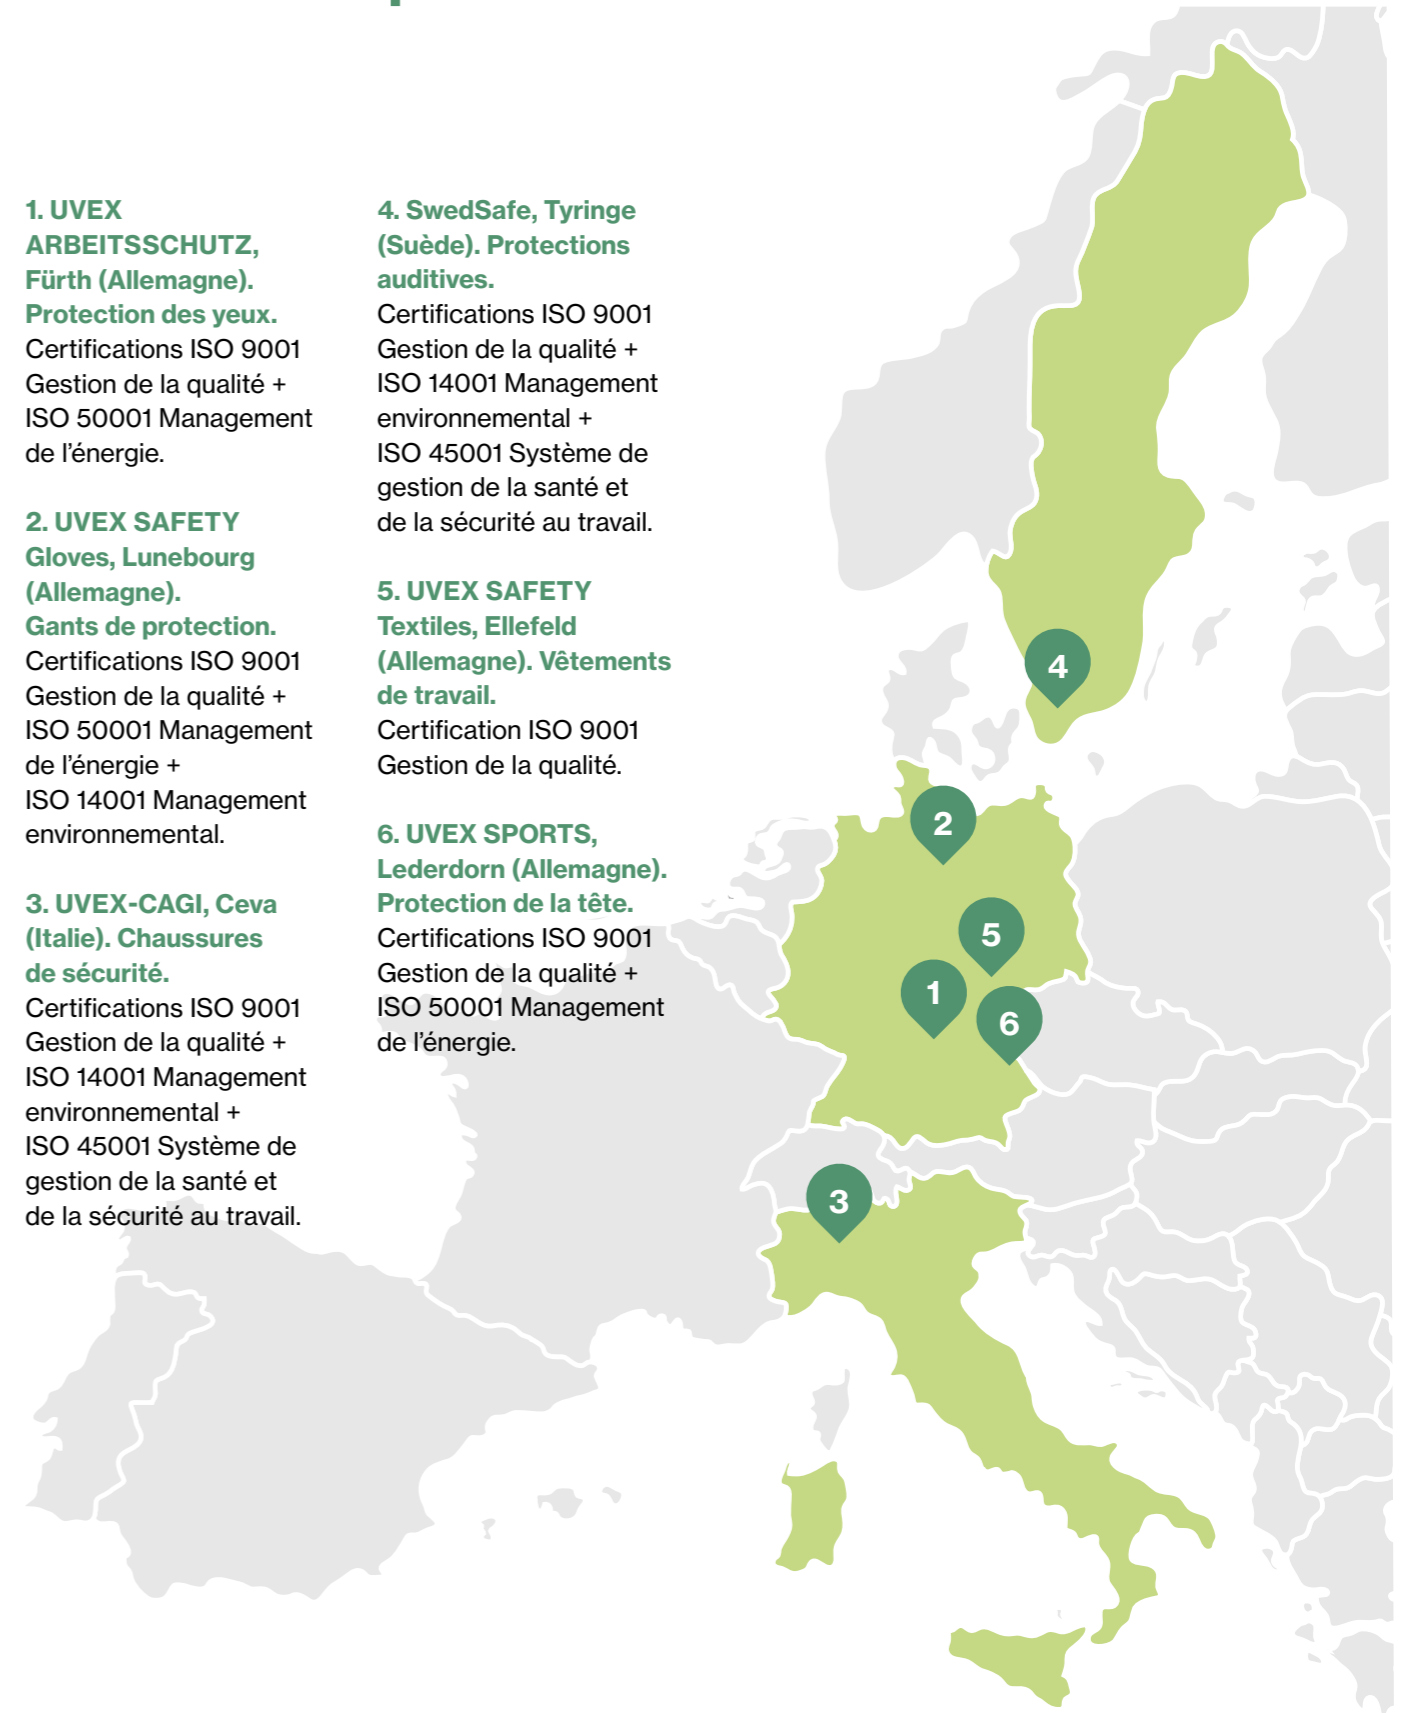 1. UVEX
ARBEITSSCHUTZ,
Fürth (Allemagne).
Protection des yeux.
Certifications ISO 9001
Gestion de la qualité +
ISO 50001 Management
de l’énergie.
2. UVEX SAFETY
Gloves, Lunebourg
(Allemagne).
Gants de protection.
Certifications ISO 9001
Gestion de la qualité +
ISO 50001 Management
de l’énergie +
ISO 14001 Management
environnemental.
3. UVEX-CAGI, Ceva
(Italie). Chaussures
de sécurité.
Certifications ISO 9001
Gestion de la qualité +
ISO 14001 Management
environnemental +
ISO 45001 Système de
gestion de la santé et
de la sécurité au travail.
4. SwedSafe, Tyringe
(Suède). Protections
auditives.
Certifications ISO 9001
Gestion de la qualité +
ISO 14001 Management
environnemental +
ISO 45001 Système de
gestion de la santé et
de la sécurité au travail.
5. UVEX SAFETY
Textiles, Ellefeld
(Allemagne). Vêtements
de travail.
Certification ISO 9001
Gestion de la qualité.
6. UVEX SPORTS,
Lederdorn (Allemagne).
Protection de la tête.
Certifications ISO 9001
Gestion de la qualité +
ISO 50001 Management
de l’énergie.
4
2
5
1
6
3